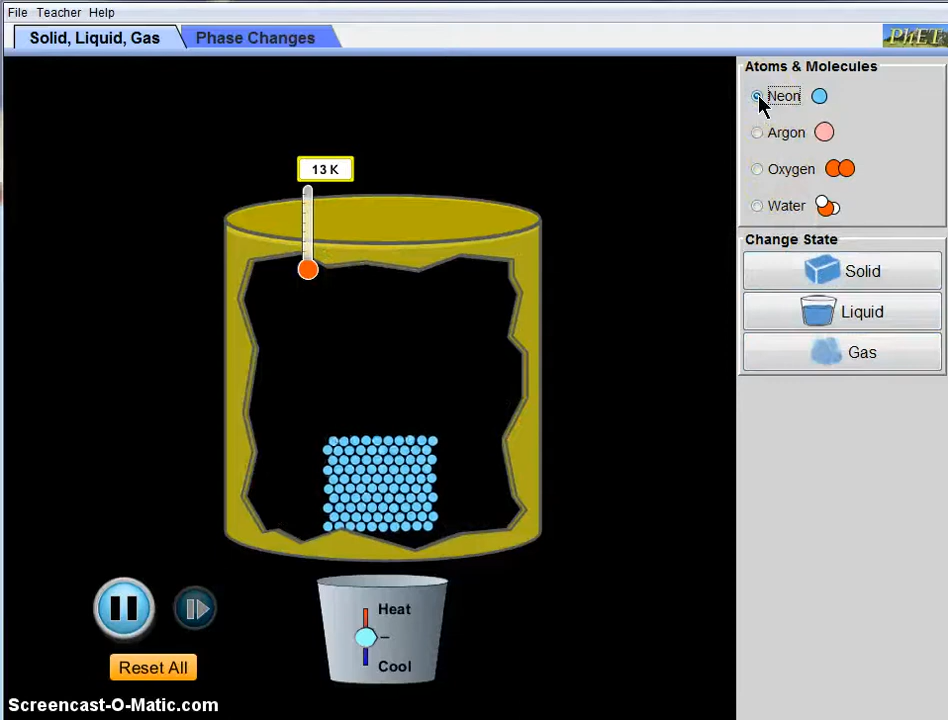 File Teacher Help
Solid, Liquid, Gas
Phase Changes
PhET
Atoms & Molecules
Neon
Argon
Oxygen
Water
Change State
Solid
Liquid
Gas
13 K
Heat
Cool
Reset All
Screencast-O-Matic.com